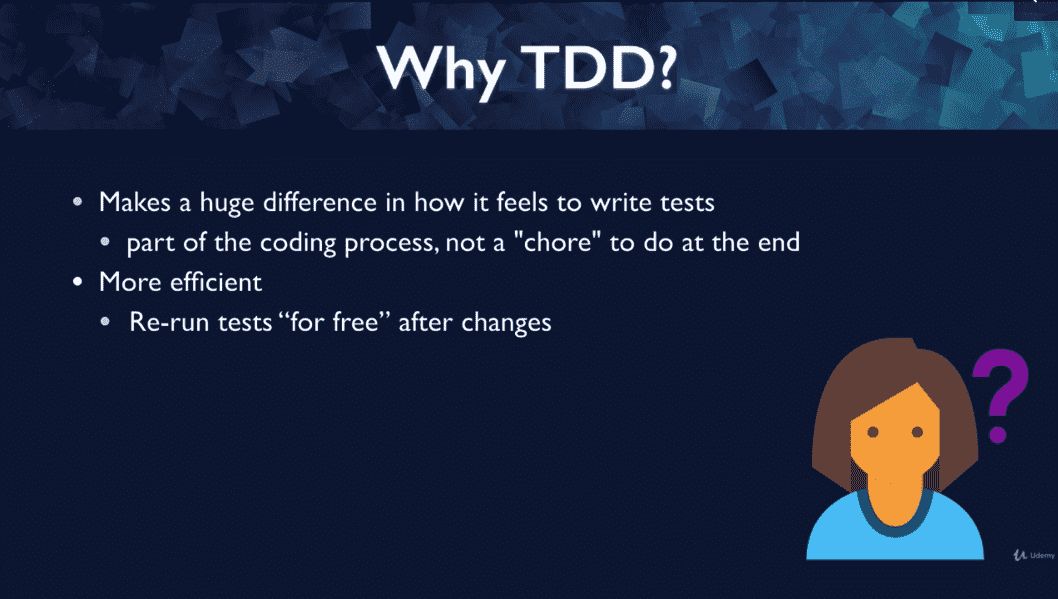 Why TDD?
• Makes a huge difference in how it feels to write tests
• part of the coding process, not a "chore" to do at the end
• More efficient
• Re-run tests “for free” after changes
?
Udemy